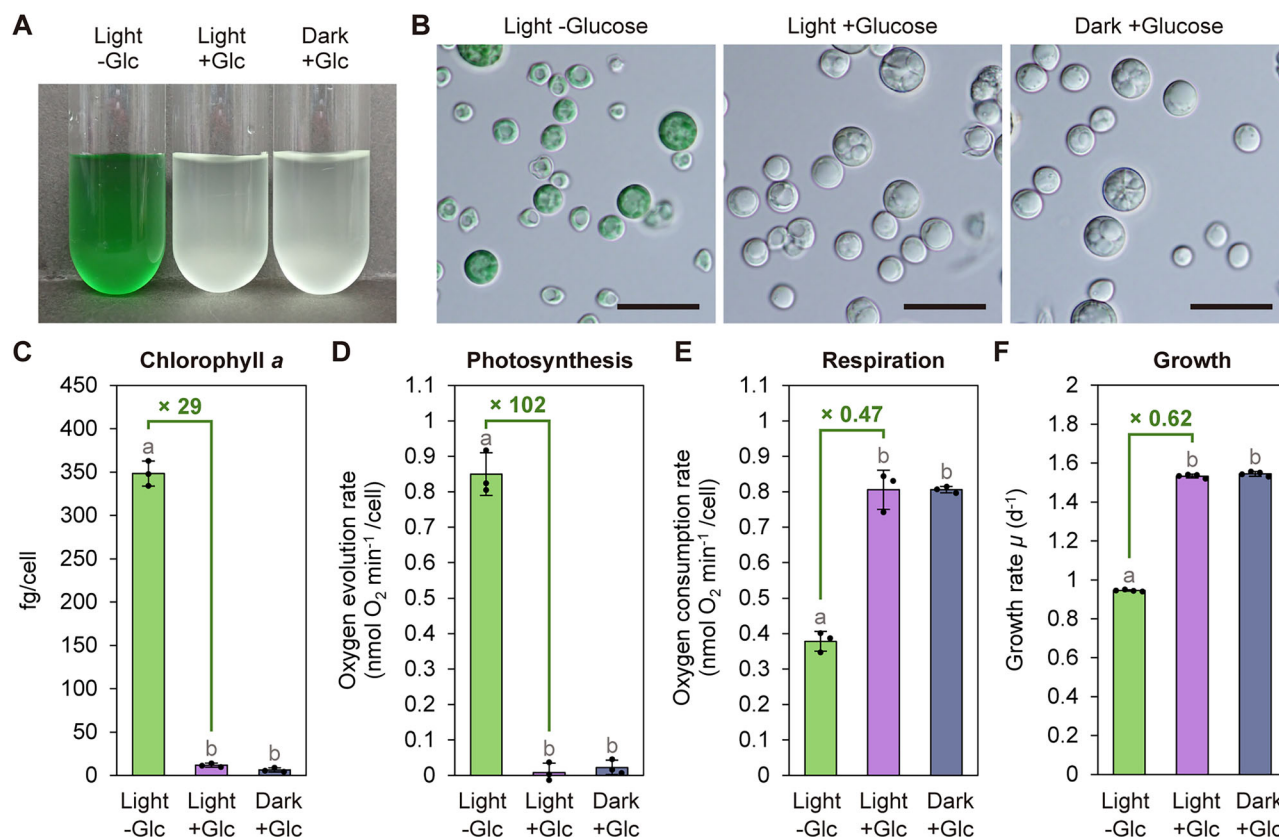 A
Light
-Glc
Light
+Glc
Dark
+Glc
B
Light -Glucose
Light +Glucose
Dark +Glucose
C
Chlorophyll a
fg/cell
450
400
350
300
250
200
150
100
50
0
× 29
a
b
b
Light
-Glc
Light
+Glc
Dark
+Glc
D
Photosynthesis
Oxygen evolution rate
(nmol O₂ min⁻¹ /cell)
1.1
1
0.9
0.8
0.7
0.6
0.5
0.4
0.3
0.2
0.1
0
× 102
a
b
b
Light
-Glc
Light
+Glc
Dark
+Glc
E
Respiration
Oxygen consumption rate
(nmol O₂ min⁻¹ /cell)
1.1
1
0.9
0.8
0.7
0.6
0.5
0.4
0.3
0.2
0.1
0
× 0.47
a
b
b
Light
-Glc
Light
+Glc
Dark
+Glc
F
Growth
Growth rate μ (d⁻¹)
2
1.8
1.6
1.4
1.2
1
0.8
0.6
0.4
0.2
0
× 0.62
a
b
b
Light
-Glc
Light
+Glc
Dark
+Glc